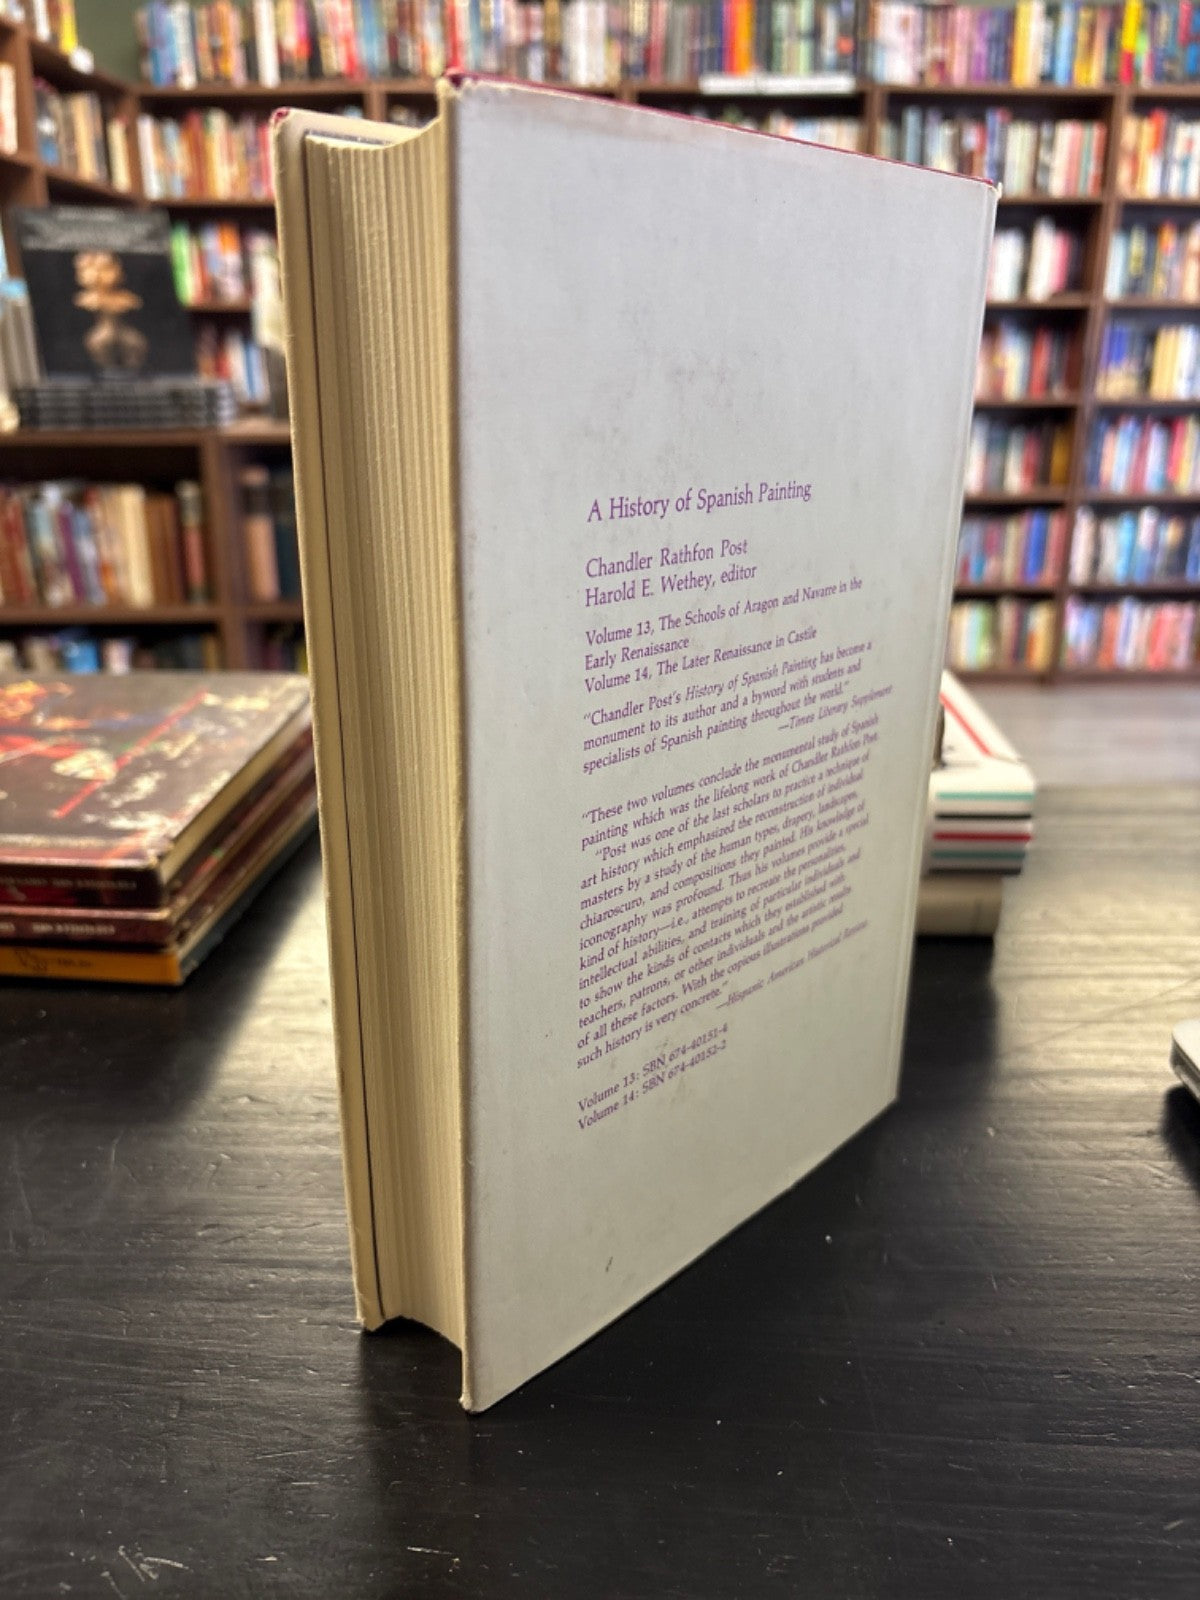 A History of Spanish Painting
Chandler Rathfon Post
Harold E. Wethey, editor
Volume 13, The Schools of Aragon and Navarre in the
Early Renaissance
Volume 14, The Later Renaissance in Castile
"Chandler Post's History of Spanish Painting has become a
monument to its author and a byword with students and
specialists of Spanish painting throughout the world."
—Times Literary Supplement
"These two volumes conclude the monumental study of Spanish
painting which was the lifelong work of Chandler Rathfon Post.
"Post was one of the last scholars to practice a technique of
art history which emphasized the reconstruction of individual
masters by a study of the human types, drapery, landscapes,
chiaroscuro, and compositions they painted. His knowledge of
iconography was profound. Thus his volumes provide a special
kind of history—i.e., attempts to recreate the personalities,
intellectual abilities, and training of particular individuals and
to show the kinds of contacts which they established with
teachers, patrons, or other individuals and the artistic results
of all these factors. With the copious illustrations provided
such history is very concrete."
—Hispanic American Historical Review
Volume 13: SBN 674-40151-4
Volume 14: SBN 674-40152-2